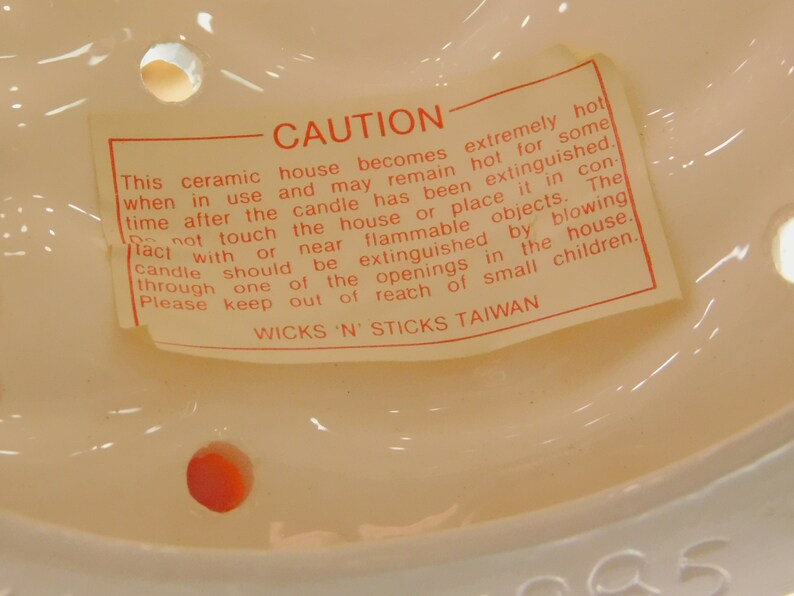 CAUTION
This ceramic house becomes extremely hot
when in use and may remain hot for some
time after the candle has been extinguished.
Do not touch the house or place it in con-
tact with or near flammable objects. The
candle should be extinguished by blowing
through one of the openings in the house.
Please keep out of reach of small children.
WICKS 'N' STICKS TAIWAN